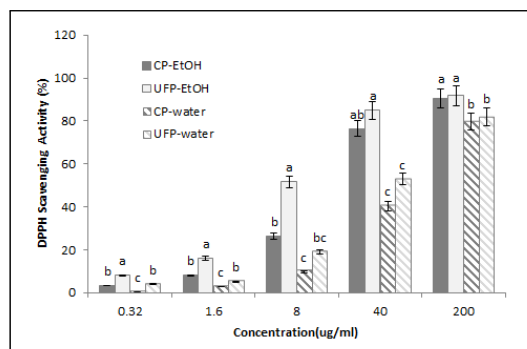 120
100
80
60
40
20
0
DPPH Scavenging Activity (%)
CP-EtOH
UFP-EtOH
CP-water
UFP-water
b a c b
b a c b
b a c bc
ab a c c
a a b b
0.32 1.6 8 40 200
Concentration(ug/ml)